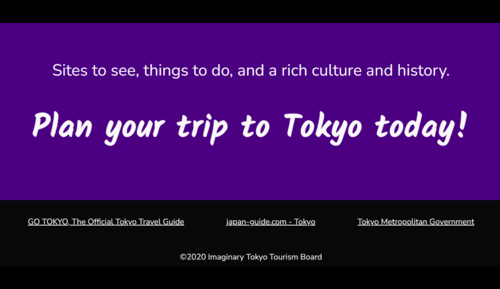 Sites to see, things to do, and a rich culture and history.
Plan your trip to Tokyo today!
GO TOKYO, The Official Tokyo Travel Guide
japan-guide.com - Tokyo
Tokyo Metropolitan Government
©2020 Imaginary Tokyo Tourism Board